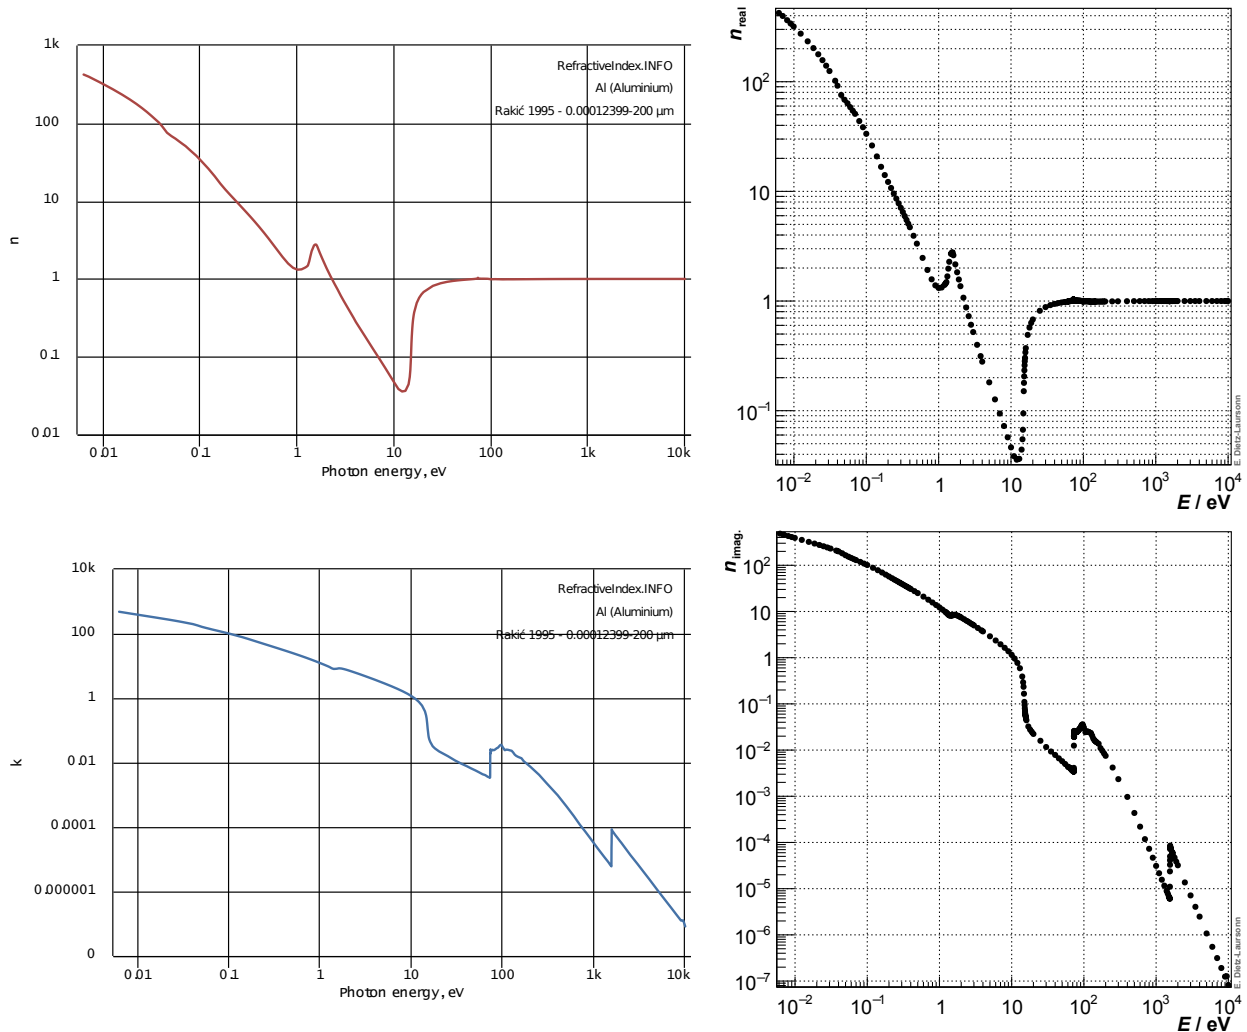 1k
100
10
1
0.1
0.01
n
RefractiveIndex.INFO
Al (Aluminium)
Rakić 1995 - 0.00012399-200 µm
0.01 0.1 1 10 100 1k 10k
Photon energy, eV
n real
10²
10
1
10⁻¹
10⁻² 10⁻¹ 1 10 10² 10³ 10⁴
E / eV
E. Dietz-Laursonn
10k
100
1
0.01
0.0001
0.000001
0
k
RefractiveIndex.INFO
Al (Aluminium)
Rakić 1995 - 0.00012399-200 µm
0.01 0.1 1 10 100 1k 10k
Photon energy, eV
n imag.
10²
10
1
10⁻¹
10⁻²
10⁻³
10⁻⁴
10⁻⁵
10⁻⁶
10⁻⁷
10⁻² 10⁻¹ 1 10 10² 10³ 10⁴
E / eV
E. Dietz-Laursonn